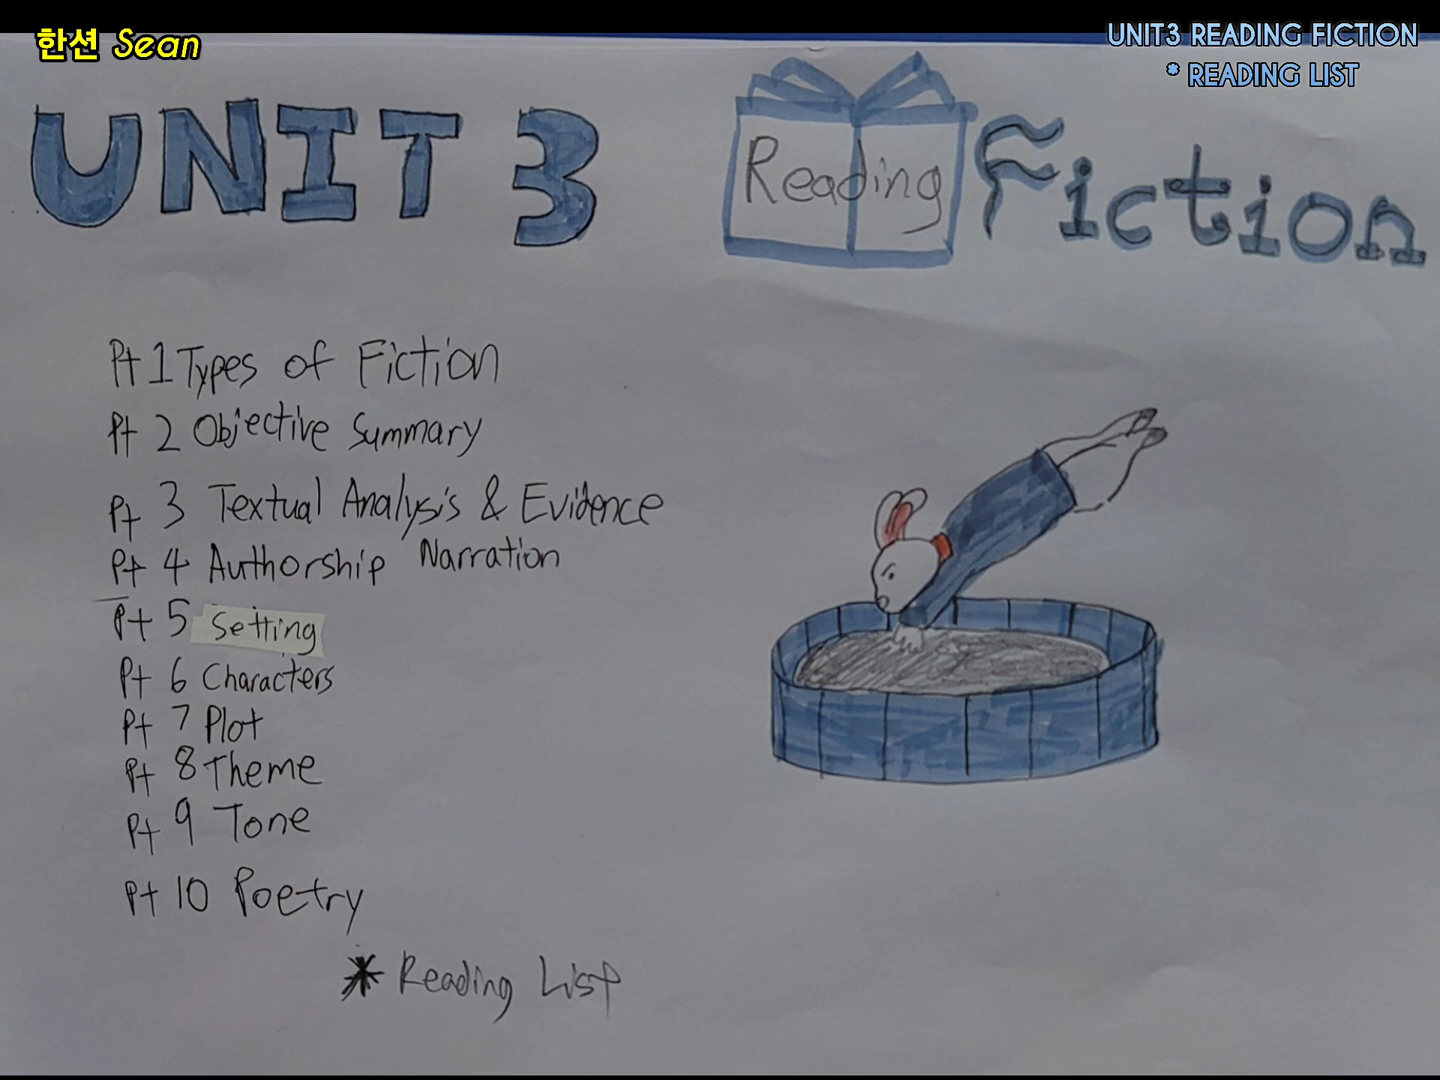 한션 Sean
UNIT3 READING FICTION
* READING LIST
UNIT 3
Reading Fiction
Pt 1 Types of Fiction
Pt 2 Objective Summary
Pt 3 Textual Analysis & Evidence
Pt 4 Authorship Narration
Pt 5 Setting
Pt 6 Characters
Pt 7 Plot
Pt 8 Theme
Pt 9 Tone
Pt 10 Poetry
* Reading List